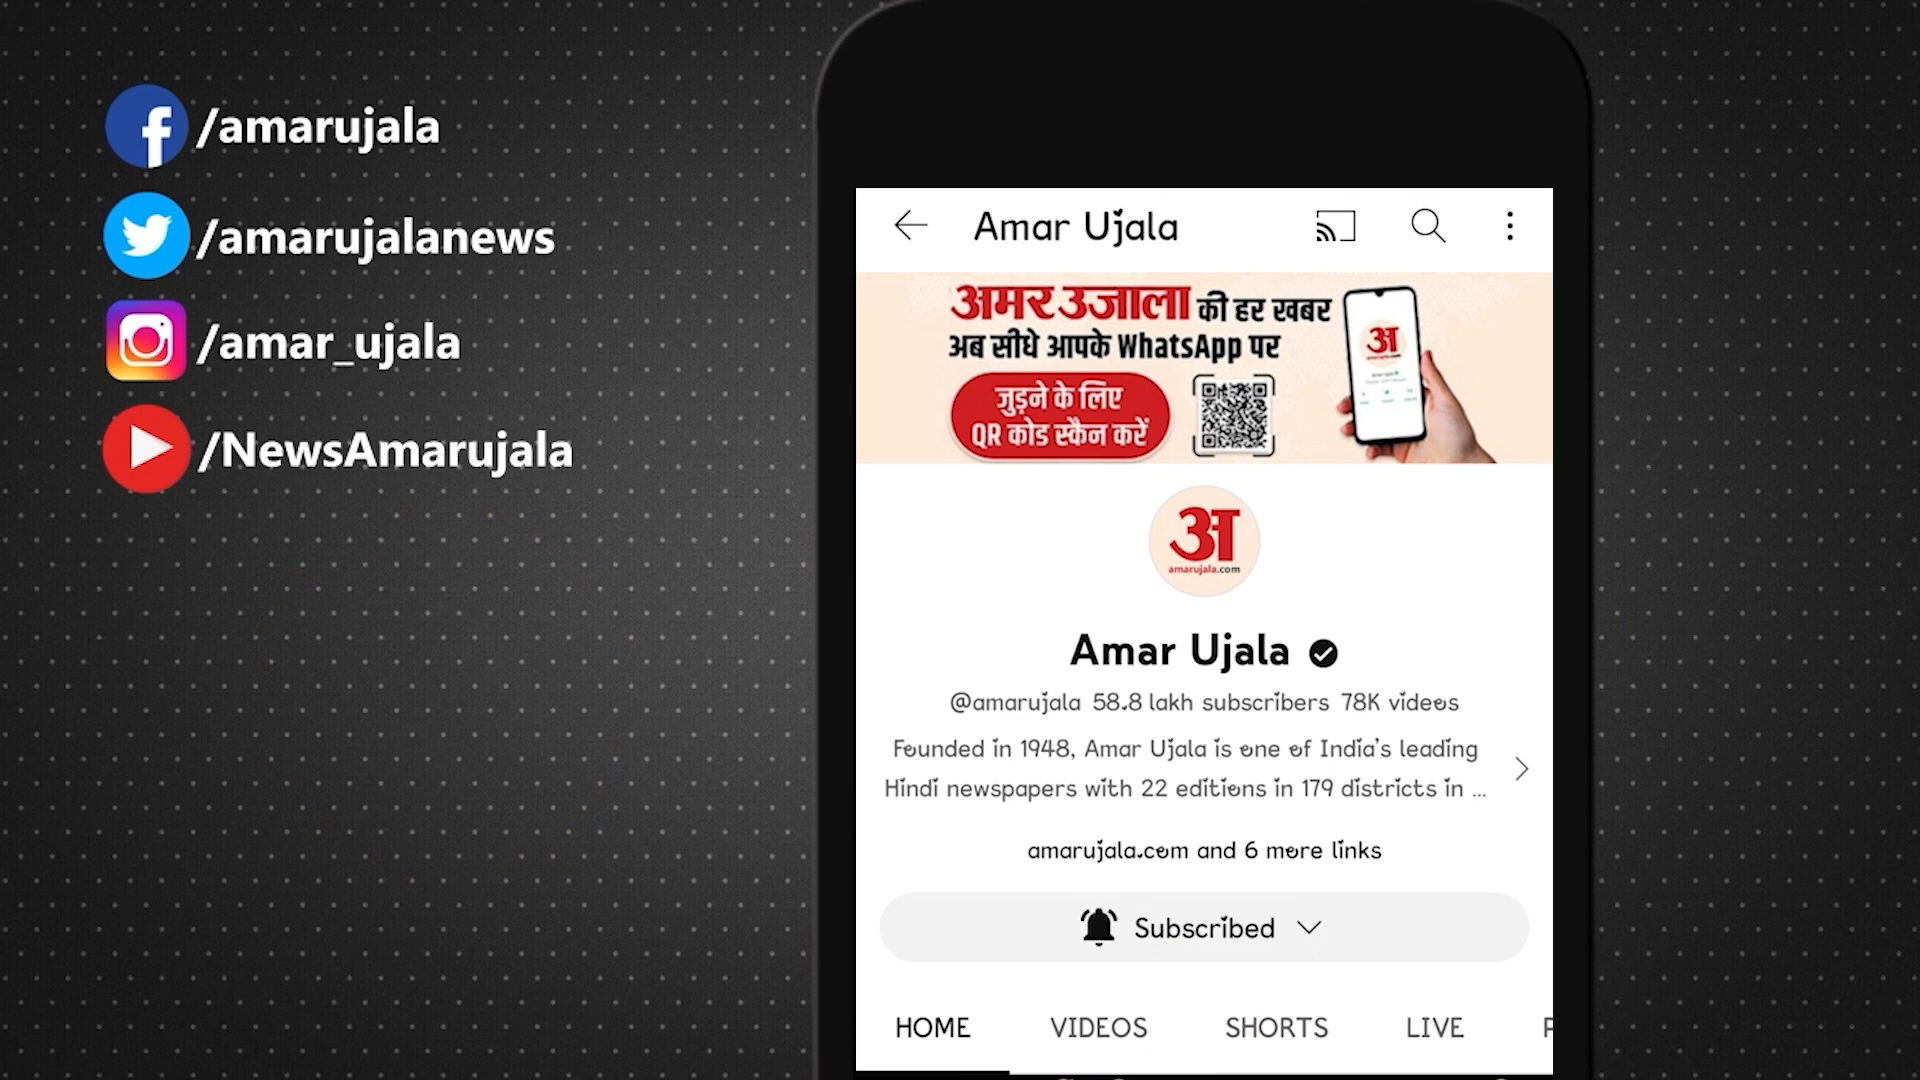 /amarujala
/amarujalanews
/amar_ujala
/NewsAmarujala
Amar Ujala
अमर उजाला की हर खबर
अब सीधे आपके WhatsApp पर
जुड़ने के लिए
QR कोड स्कैन करें
अ
amarujala.com
Amar Ujala
@amarujala 58.8 lakh subscribers 78K videos
Founded in 1948, Amar Ujala is one of India's leading
Hindi newspapers with 22 editions in 179 districts in ...
amarujala.com and 6 more links
Subscribed
HOME VIDEOS SHORTS LIVE